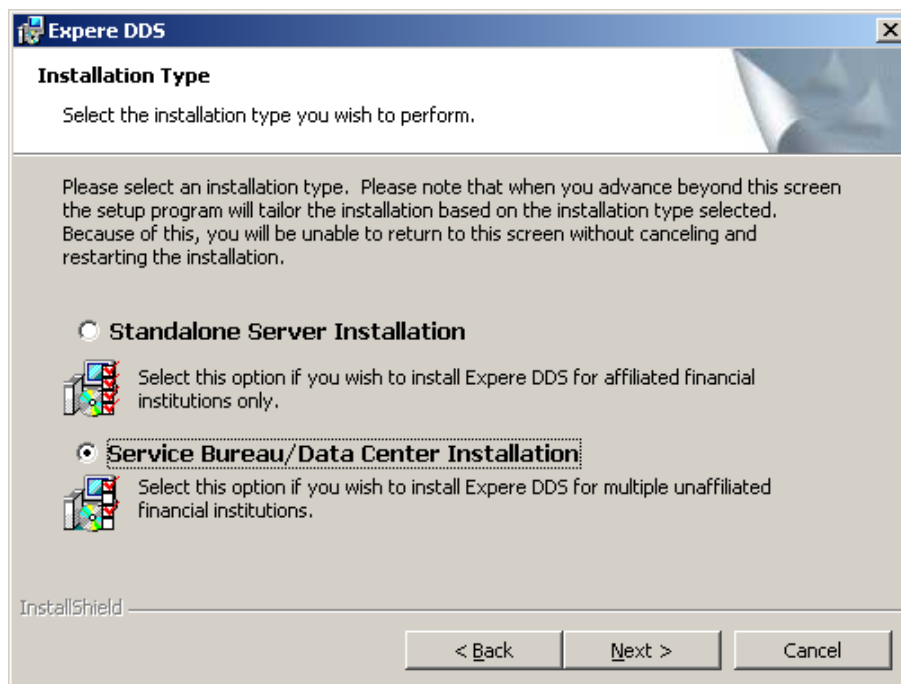 Expere DDS
Installation Type
Select the installation type you wish to perform.
Please select an installation type.  Please note that when you advance beyond this screen
the setup program will tailor the installation based on the installation type selected.
Because of this, you will be unable to return to this screen without canceling and
restarting the installation.
Standalone Server Installation
Select this option if you wish to install Expere DDS for affiliated financial
institutions only.
Service Bureau/Data Center Installation
Select this option if you wish to install Expere DDS for multiple unaffiliated
financial institutions.
InstallShield
< Back
Next >
Cancel